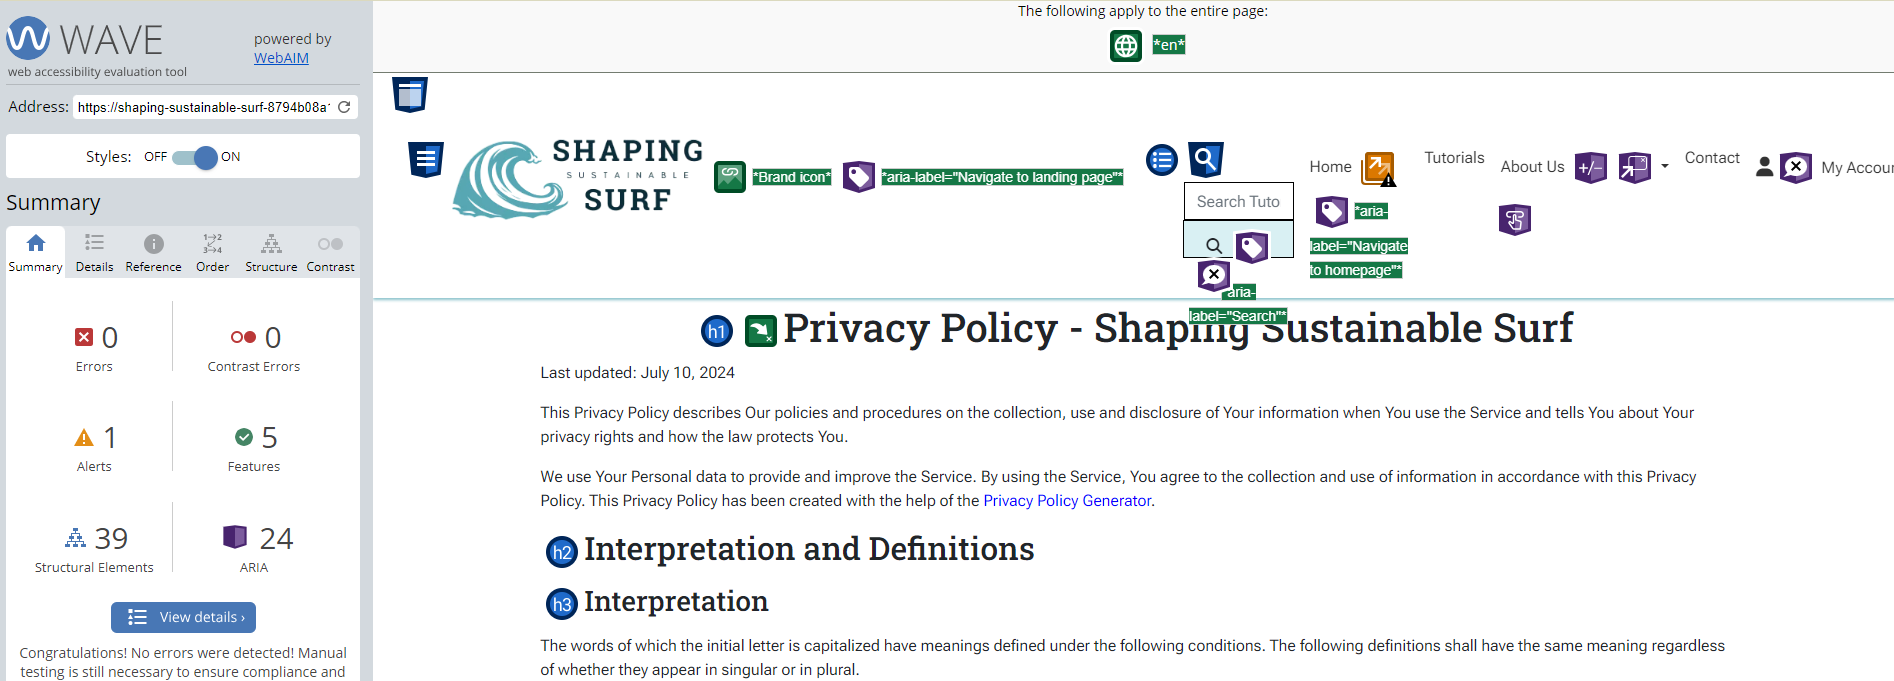 WAVE
web accessibility evaluation tool
powered by
WebAIM
Address: https://shaping-sustainable-surf-8794b08a
Styles: OFF ON
Summary
Summary Details Reference Order Structure Contrast
0
Errors
0
Contrast Errors
1
Alerts
5
Features
39
Structural Elements
24
ARIA
View details ›
Congratulations! No errors were detected! Manual
testing is still necessary to ensure compliance and
The following apply to the entire page:
*en*
SHAPING
SUSTAINABLE
SURF
*Brand icon*
*aria-label="Navigate to landing page"*
Search Tuto
aria-
label="Search"*
Home
*aria-
label="Navigate
to homepage"*
Tutorials
About Us
+/-
Contact
My Accou
h1 Privacy Policy - Shaping Sustainable Surf
Last updated: July 10, 2024
This Privacy Policy describes Our policies and procedures on the collection, use and disclosure of Your information when You use the Service and tells You about Your
privacy rights and how the law protects You.
We use Your Personal data to provide and improve the Service. By using the Service, You agree to the collection and use of information in accordance with this Privacy
Policy. This Privacy Policy has been created with the help of the Privacy Policy Generator.
h2 Interpretation and Definitions
h3 Interpretation
The words of which the initial letter is capitalized have meanings defined under the following conditions. The following definitions shall have the same meaning regardless
of whether they appear in singular or in plural.